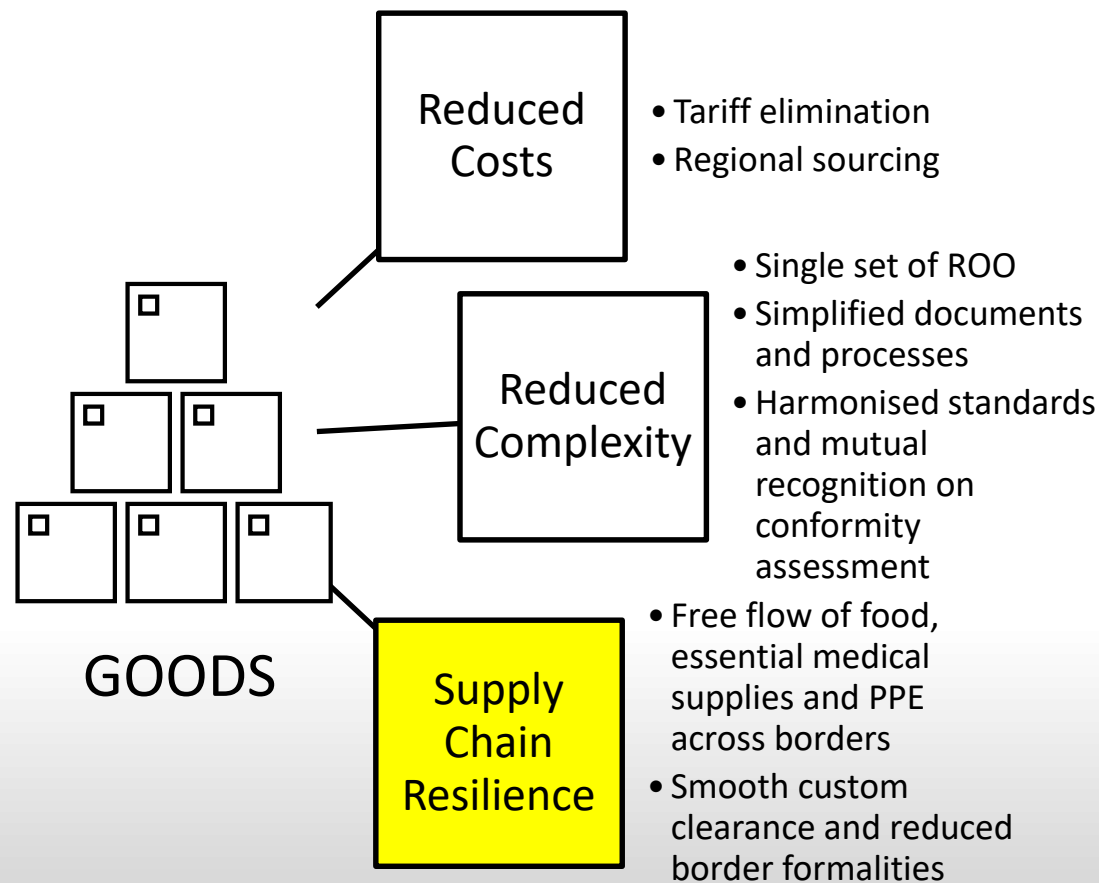 Reduced
Costs
• Tariff elimination
• Regional sourcing
Reduced
Complexity
• Single set of ROO
• Simplified documents
and processes
• Harmonised standards
and mutual
recognition on
conformity
assessment
GOODS
Supply
Chain
Resilience
• Free flow of food,
essential medical
supplies and PPE
across borders
• Smooth custom
clearance and reduced
border formalities